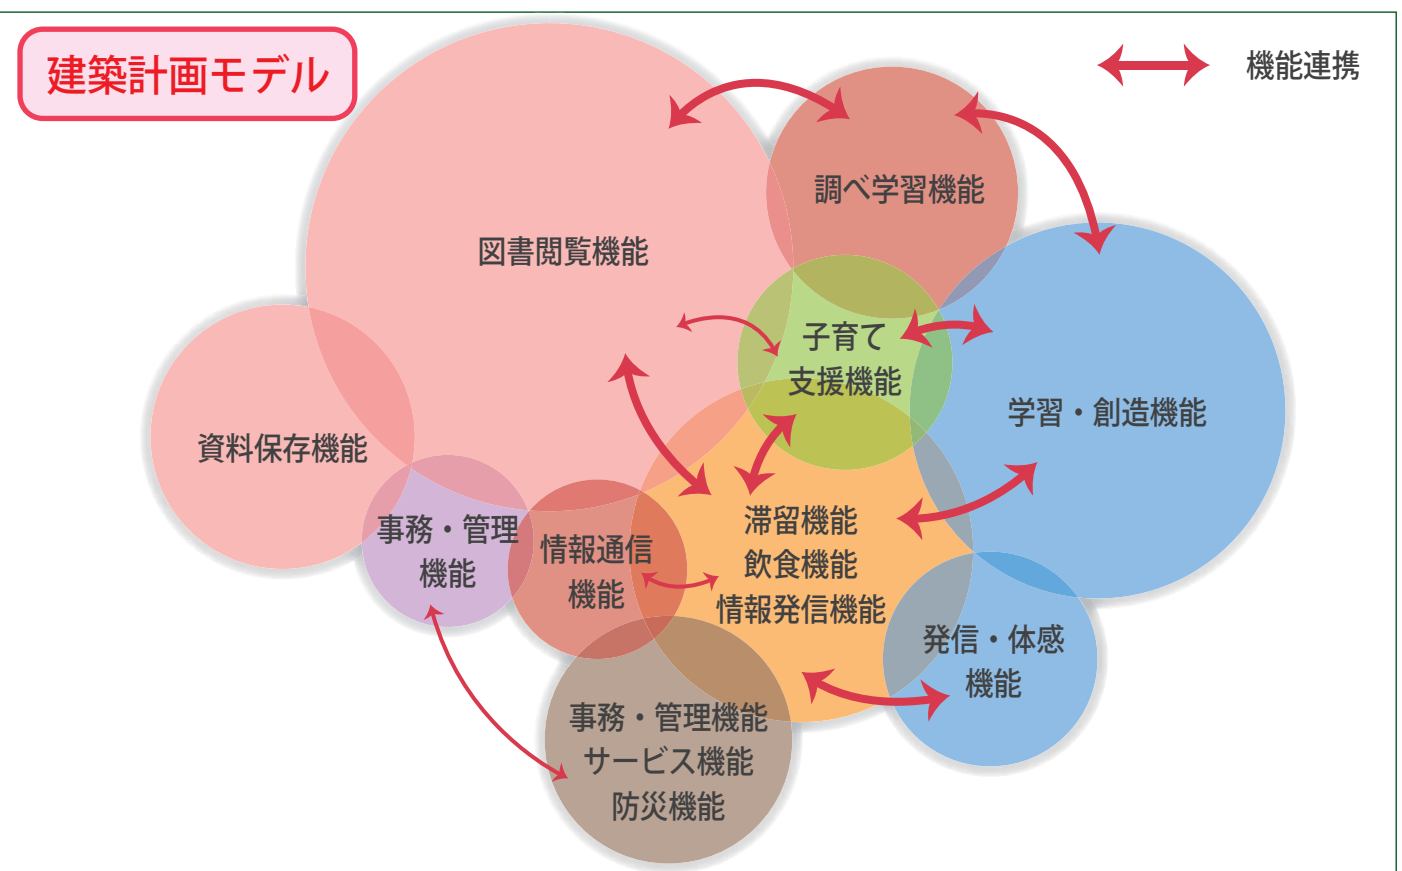 建築計画モデル
機能連携
調べ学習機能
図書閲覧機能
子育て
支援機能
学習・創造機能
資料保存機能
事務・管理
機能
情報通信
機能
滞留機能
飲食機能
情報発信機能
発信・体感
機能
事務・管理機能
サービス機能
防災機能